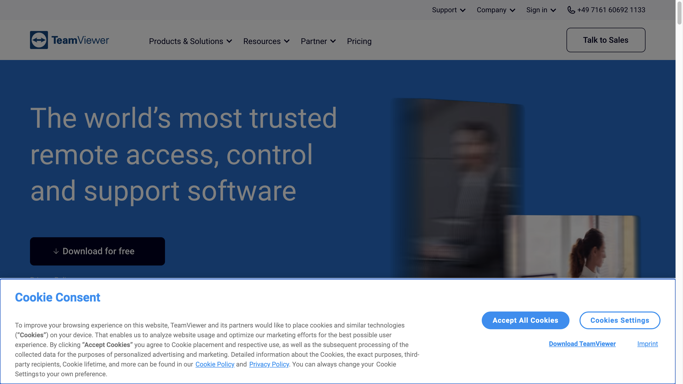 Support Company Sign in +49 7161 60692 1133
TeamViewer Products & Solutions Resources Partner Pricing Talk to Sales
The world's most trusted
remote access, control
and support software
Download for free
Cookie Consent
To improve your browsing experience on this website, TeamViewer and its partners would like to place cookies and similar technologies
("Cookies") on your device. That enables us to analyze website usage and optimize our marketing efforts for the best possible user
experience. By clicking "Accept Cookies" you agree to Cookie placement and respective use, as well as the subsequent processing of the
collected data for the purposes of personalized advertising and marketing. Detailed information about the Cookies, the exact purposes, third-
party recipients, Cookie lifetime, and more can be found in our Cookie Policy and Privacy Policy. You can always change your Cookie
Settings to your own preference.
Accept All Cookies Cookies Settings
Download TeamViewer Imprint